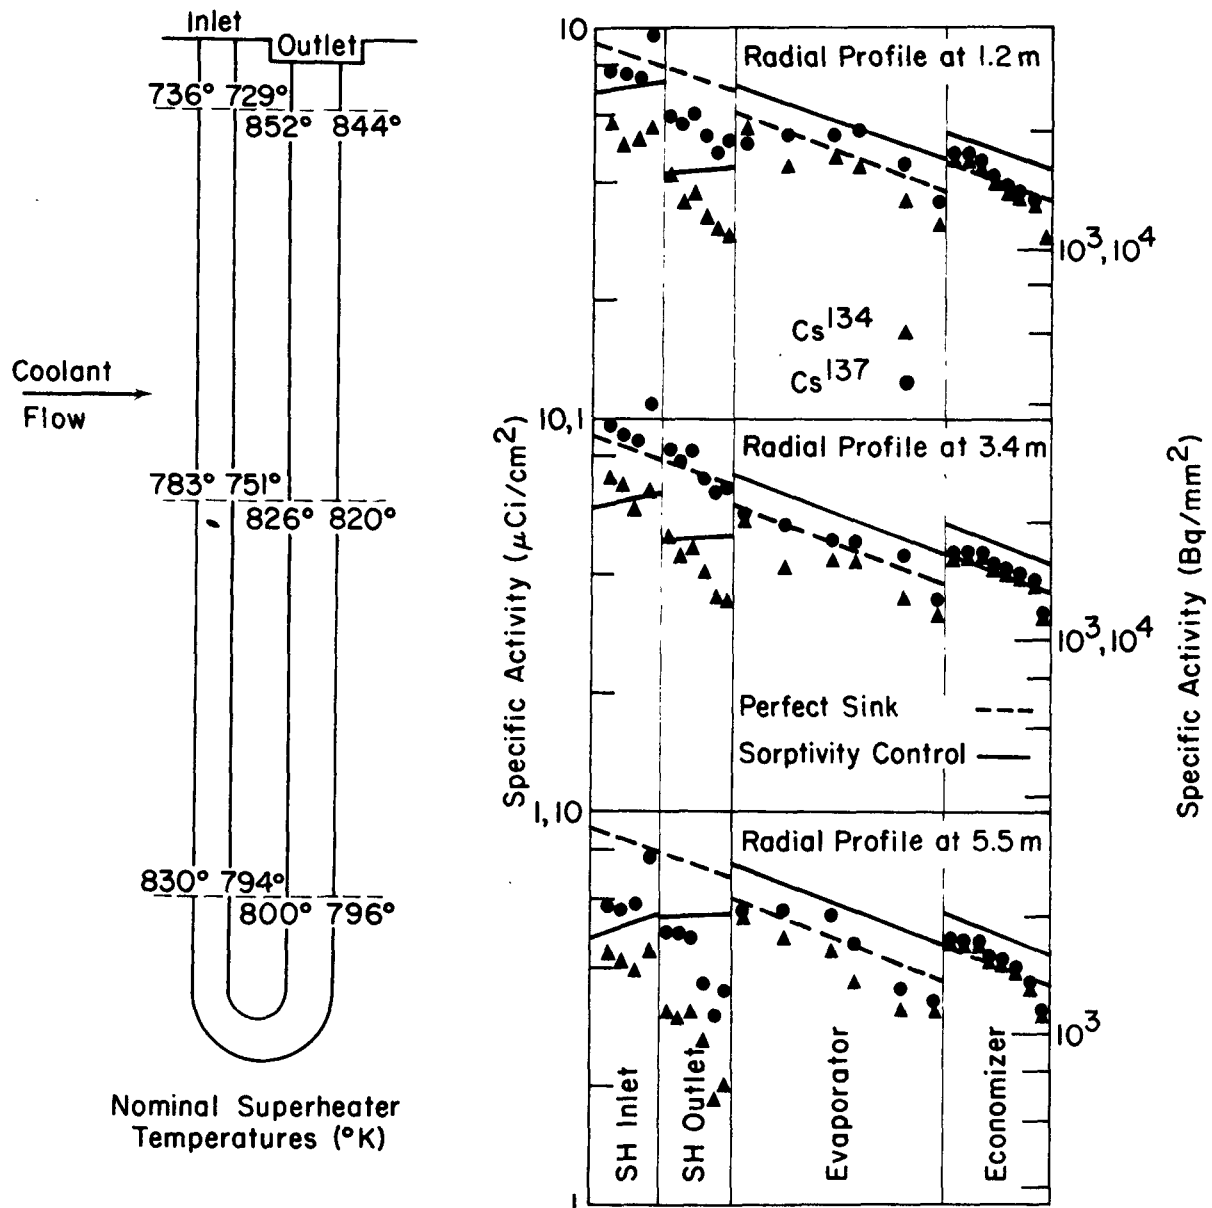 Inlet
Outlet
736° 729°
852° 844°
Coolant
Flow
783° 751°
826° 820°
830° 794°
800° 796°
Nominal Superheater
Temperatures (°K)
Specific Activity (μCi/cm²)
10
10,1
1,10
1
Radial Profile at 1.2 m
Cs¹³⁴ ▲
Cs¹³⁷ ●
Radial Profile at 3.4 m
Perfect Sink
Sorptivity Control
Radial Profile at 5.5 m
SH Inlet
SH Outlet
Evaporator
Economizer
10³,10⁴
10³,10⁴
10³
Specific Activity (Bq/mm²)